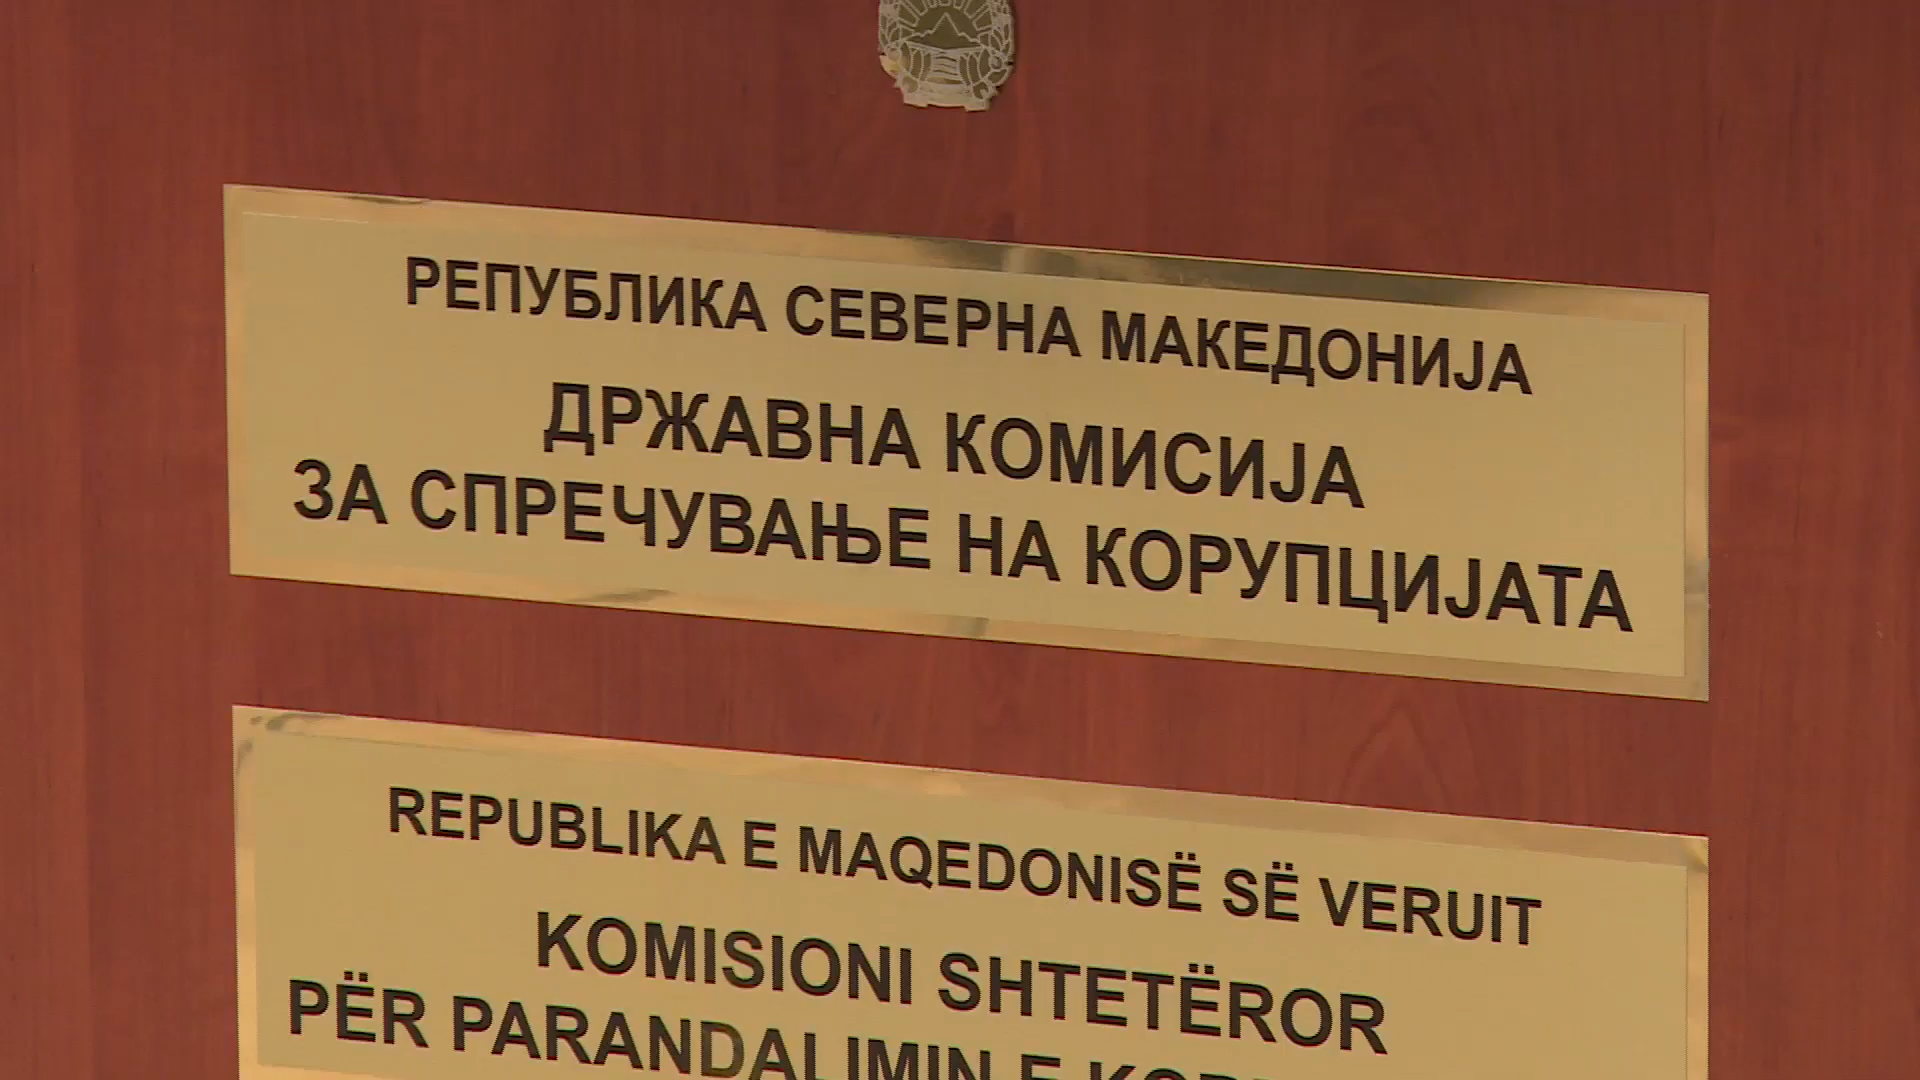 РЕПУБЛИКА СЕВЕРНА МАКЕДОНИЈА
ДРЖАВНА КОМИСИЈА
ЗА СПРЕЧУВАЊЕ НА КОРУПЦИЈАТА
REPUBLIKA E MAQEDONISË SË VERUIT
KOMISIONI SHTETËROR
PËR PARANDALIMIN E